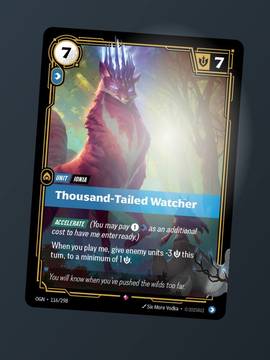 7
7
UNIT IONIA
Thousand-Tailed Watcher
ACCELERATE (You may pay 1 as an additional
cost to have me enter ready.)
When you play me, give enemy units -3 this
turn, to a minimum of 1
You will know when you've pushed the wilds too far.
OGN • 116/298
Six More Vodka